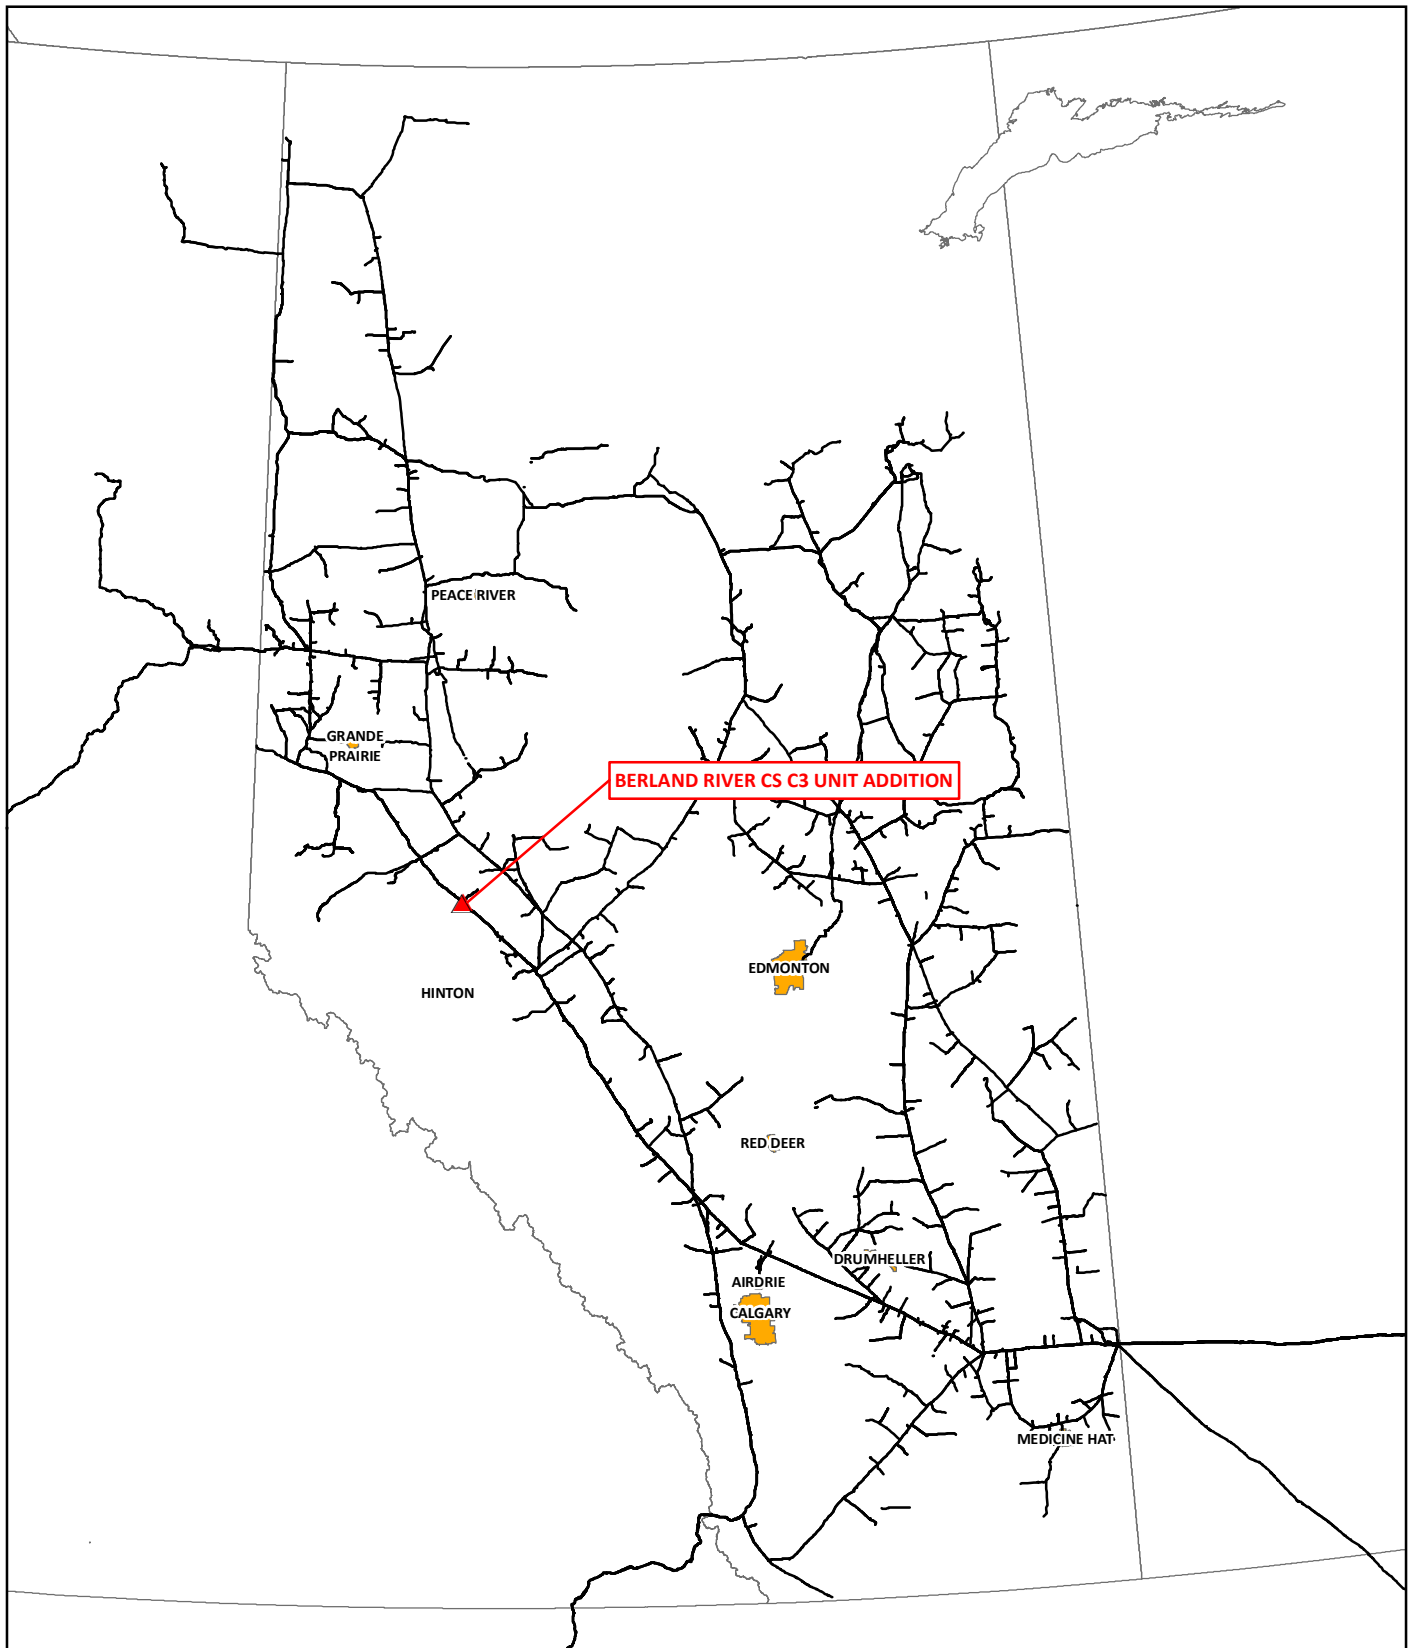 PEACE RIVER
GRANDE
PRAIRIE
BERLAND RIVER CS C3 UNIT ADDITION
EDMONTON
HINTON
RED DEER
DRUMHELLER
AIRDRIE
CALGARY
MEDICINE HAT